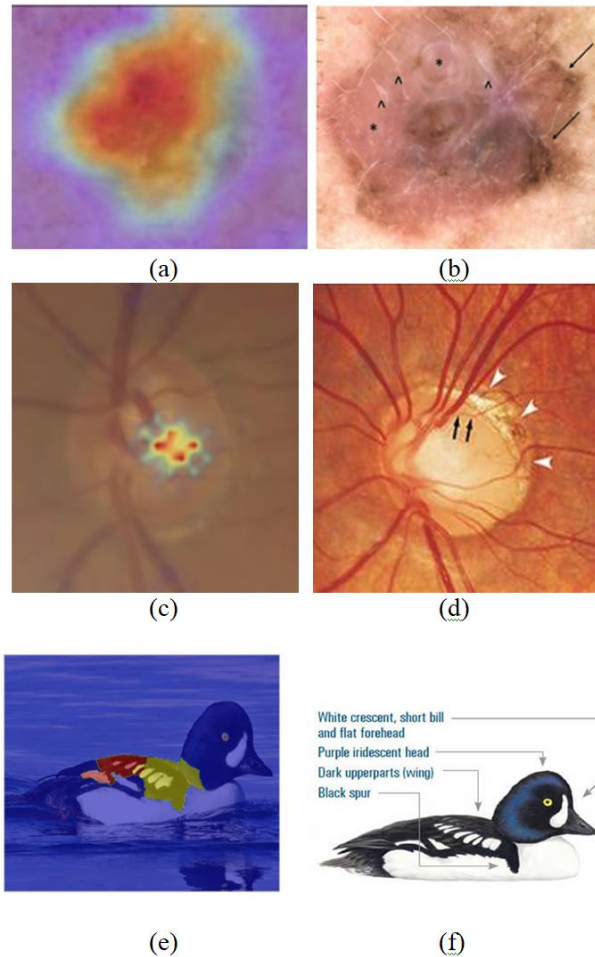 * ^ ^
^
*
(a) (b)
(c) (d)
White crescent, short bill
and flat forehead
Purple iridescent head
Dark upperparts (wing)
Black spur
(e) (f)